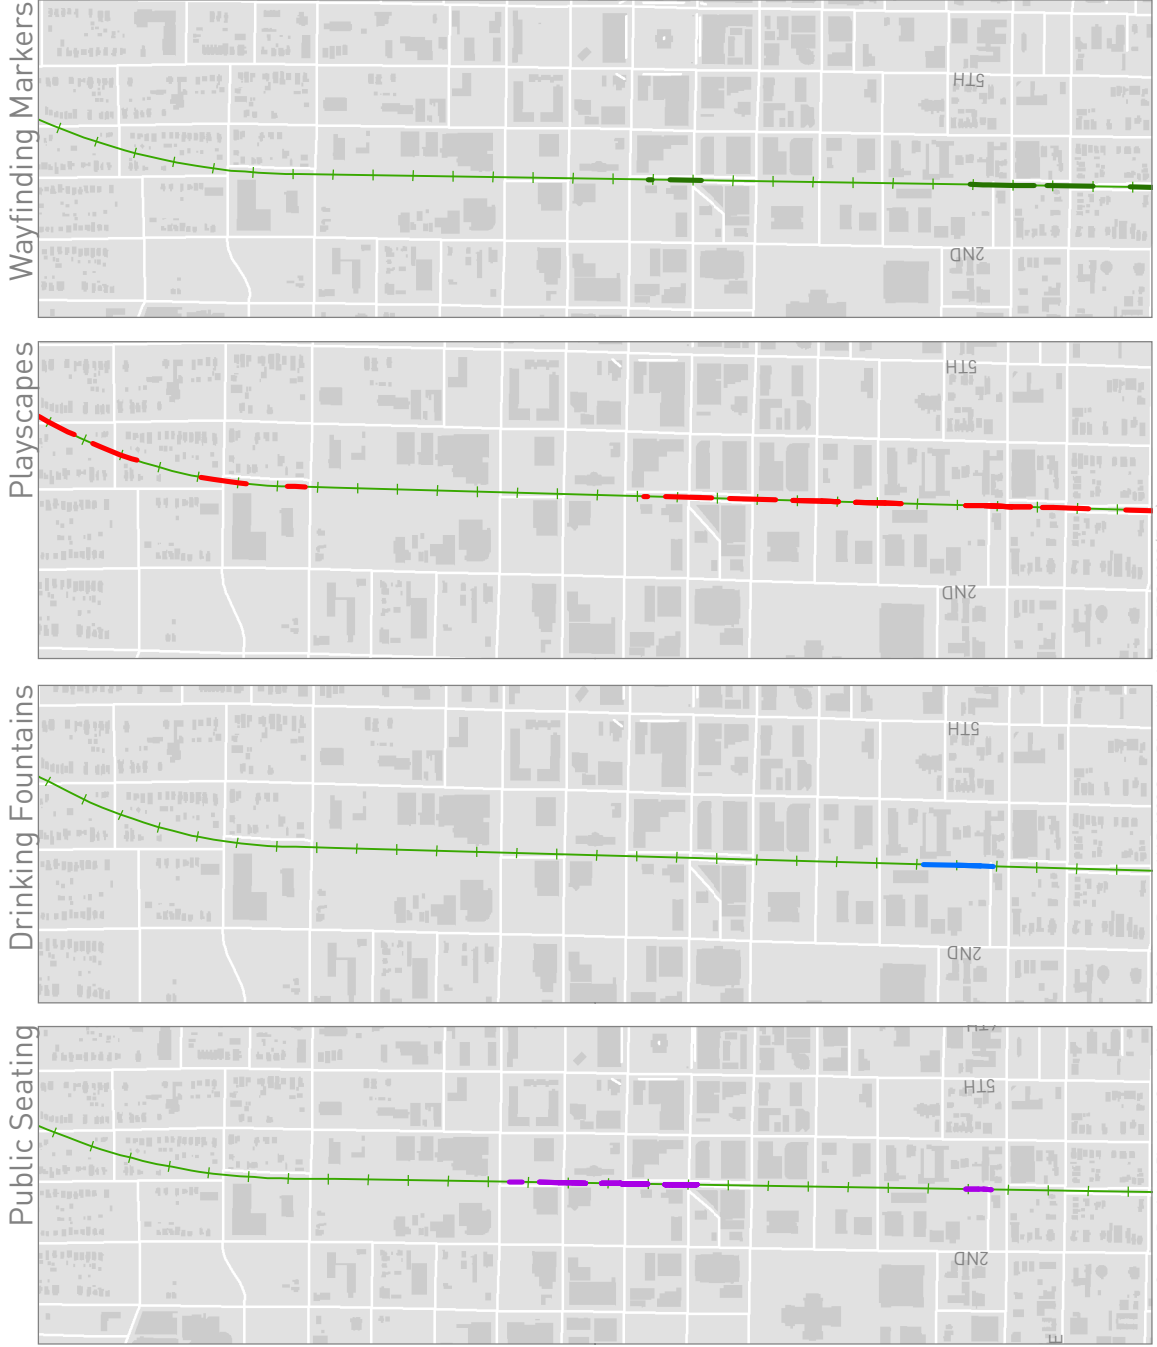 Wayfinding Markers
5TH
2ND
Playscapes
5TH
2ND
Drinking Fountains
5TH
2ND
Public Seating
5TH
2ND
E